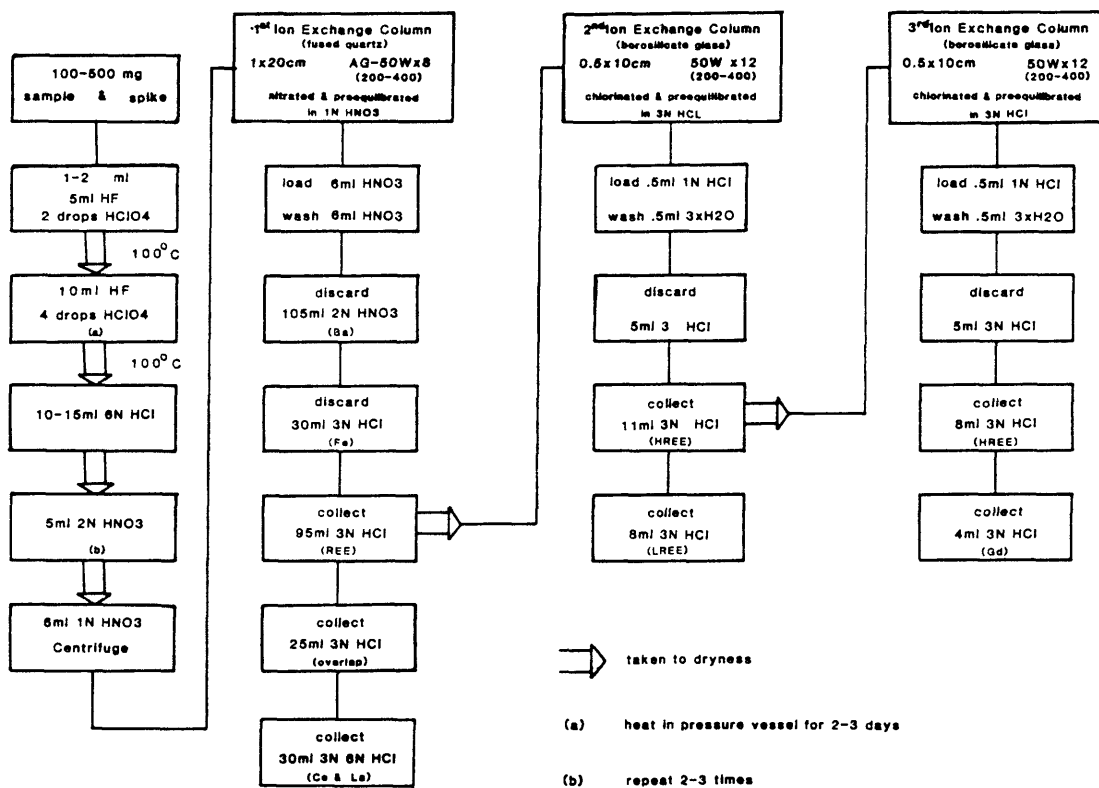 100-500 mg
sample & spike
1-2 ml
5ml HF
2 drops HClO4
100°C
10ml HF
4 drops HClO4
(a)
100°C
10-15ml 6N HCl
5ml 2N HNO3
(b)
6ml 1N HNO3
Centrifuge
1st Ion Exchange Column
(fused quartz)
1x20cm AG-50Wx8
(200-400)
nitrated & preequilibrated
in 1N HNO3
load 6ml HNO3
wash 6ml HNO3
discard
105ml 2N HNO3
(Ba)
discard
30ml 3N HCl
(Fe)
collect
95ml 3N HCl
(REE)
collect
25ml 3N HCl
(overlap)
collect
30ml 3N 6N HCl
(Ce & La)
2nd Ion Exchange Column
(borosilicate glass)
0.5x10cm 50W x12
(200-400)
chlorinated & preequilibrated
in 3N HCL
load .5ml 1N HCl
wash .5ml 3xH2O
discard
5ml 3 HCl
collect
11ml 3N HCl
(HREE)
collect
8ml 3N HCl
(LREE)
3rd Ion Exchange Column
(borosilicate glass)
0.5x10cm 50Wx12
(200-400)
chlorinated & preequilibrated
in 3N HCl
load .5ml 1N HCl
wash .5ml 3xH2O
discard
5ml 3N HCl
collect
8ml 3N HCl
(HREE)
collect
4ml 3N HCl
(Gd)
taken to dryness
(a) heat in pressure vessel for 2-3 days
(b) repeat 2-3 times